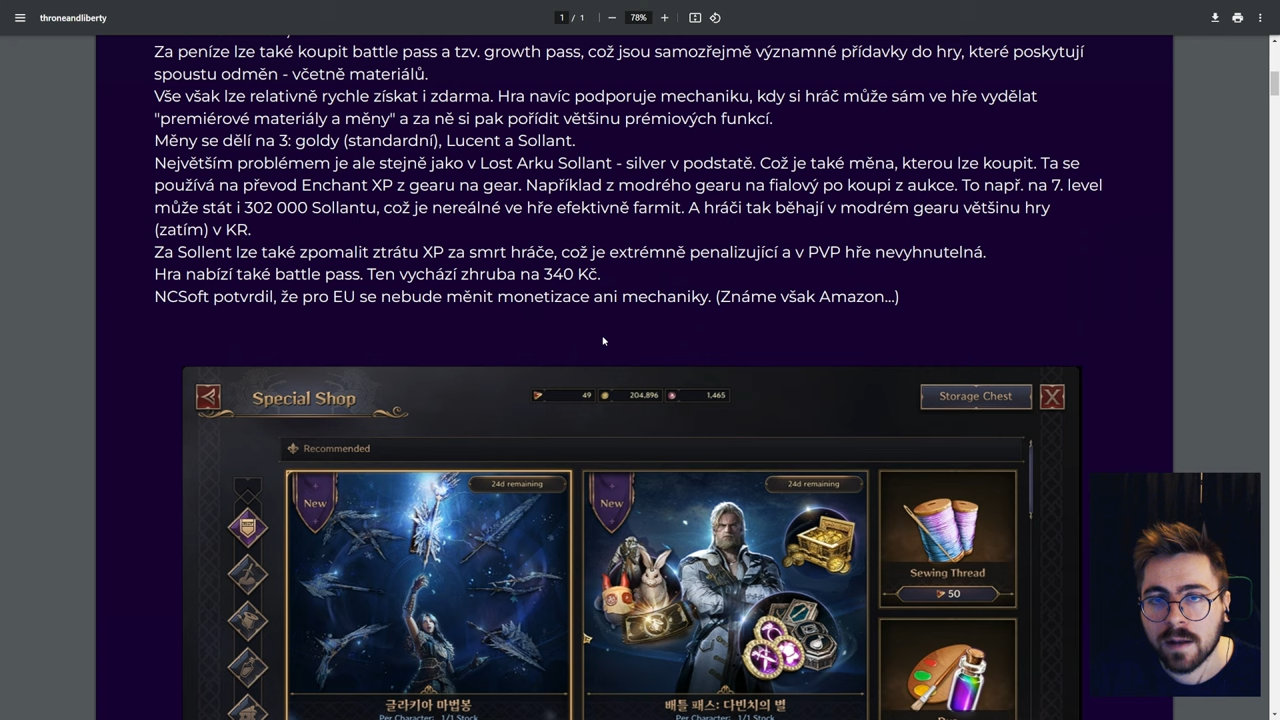 throneandliberty
1 / 1
78%
Za peníze lze také koupit battle pass a tzv. growth pass, což jsou samozřejmě významné přídavky do hry, které poskytují
spoustu odměn - včetně materiálů.
Vše však lze relativně rychle získat i zdarma. Hra navíc podporuje mechaniku, kdy si hráč může sám ve hře vydělat
"premiérové materiály a měny" a za ně si pak pořídit většinu prémiových funkcí.
Měny se dělí na 3: goldy (standardní), Lucent a Sollant.
Největším problémem je ale stejně jako v Lost Arku Sollant - silver v podstatě. Což je také měna, kterou lze koupit. Ta se
používá na převod Enchant XP z gearu na gear. Například z modrého gearu na fialový po koupi z aukce. To např. na 7. level
může stát i 302 000 Sollantu, což je nereálné ve hře efektivně farmit. A hráči tak běhají v modrém gearu většinu hry
(zatím) v KR.
Za Sollent lze také zpomalit ztrátu XP za smrt hráče, což je extrémně penalizující a v PVP hře nevyhnutelná.
Hra nabízí také battle pass. Ten vychází zhruba na 340 Kč.
NCSoft potvrdil, že pro EU se nebude měnit monetizace ani mechaniky. (Známe však Amazon...)
Special Shop
49
204,896
1,465
Storage Chest
Recommended
New
24d remaining
New
24d remaining
Sewing Thread
50
글라키아 마법봉
배틀 패스: 다빈치의 별
Per Character: 1/1 Stock
Per Character: 1/1 Stock